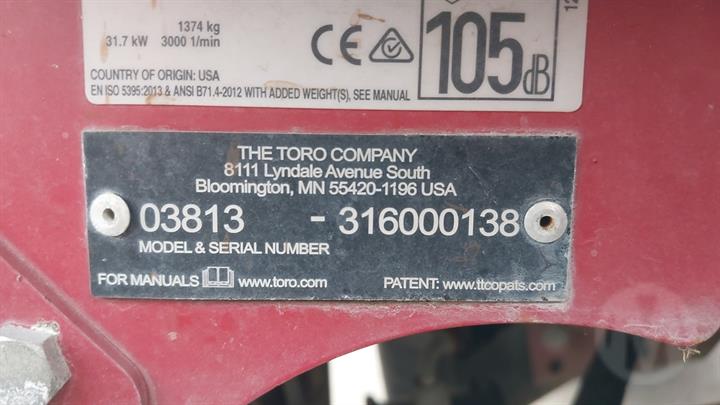 1374 kg
31.7 kW 3000 1/min
CE
105dB
COUNTRY OF ORIGIN: USA
EN ISO 5395:2013 & ANSI B71.4-2012 WITH ADDED WEIGHT(S), SEE MANUAL
THE TORO COMPANY
8111 Lyndale Avenue South
Bloomington, MN 55420-1196 USA
03813 - 316000138
MODEL & SERIAL NUMBER
FOR MANUALS www.toro.com
PATENT: www.ttcopats.com